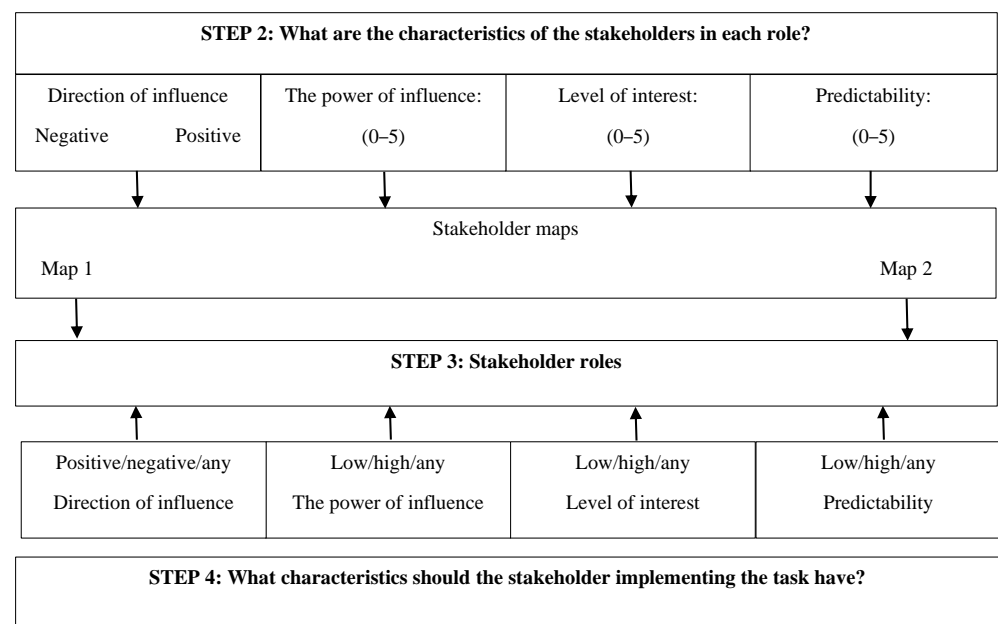 STEP 2: What are the characteristics of the stakeholders in each role?
Direction of influence
Negative Positive
The power of influence:
(0–5)
Level of interest:
(0–5)
Predictability:
(0–5)
Stakeholder maps
Map 1 Map 2
STEP 3: Stakeholder roles
Positive/negative/any
Direction of influence
Low/high/any
The power of influence
Low/high/any
Level of interest
Low/high/any
Predictability
STEP 4: What characteristics should the stakeholder implementing the task have?